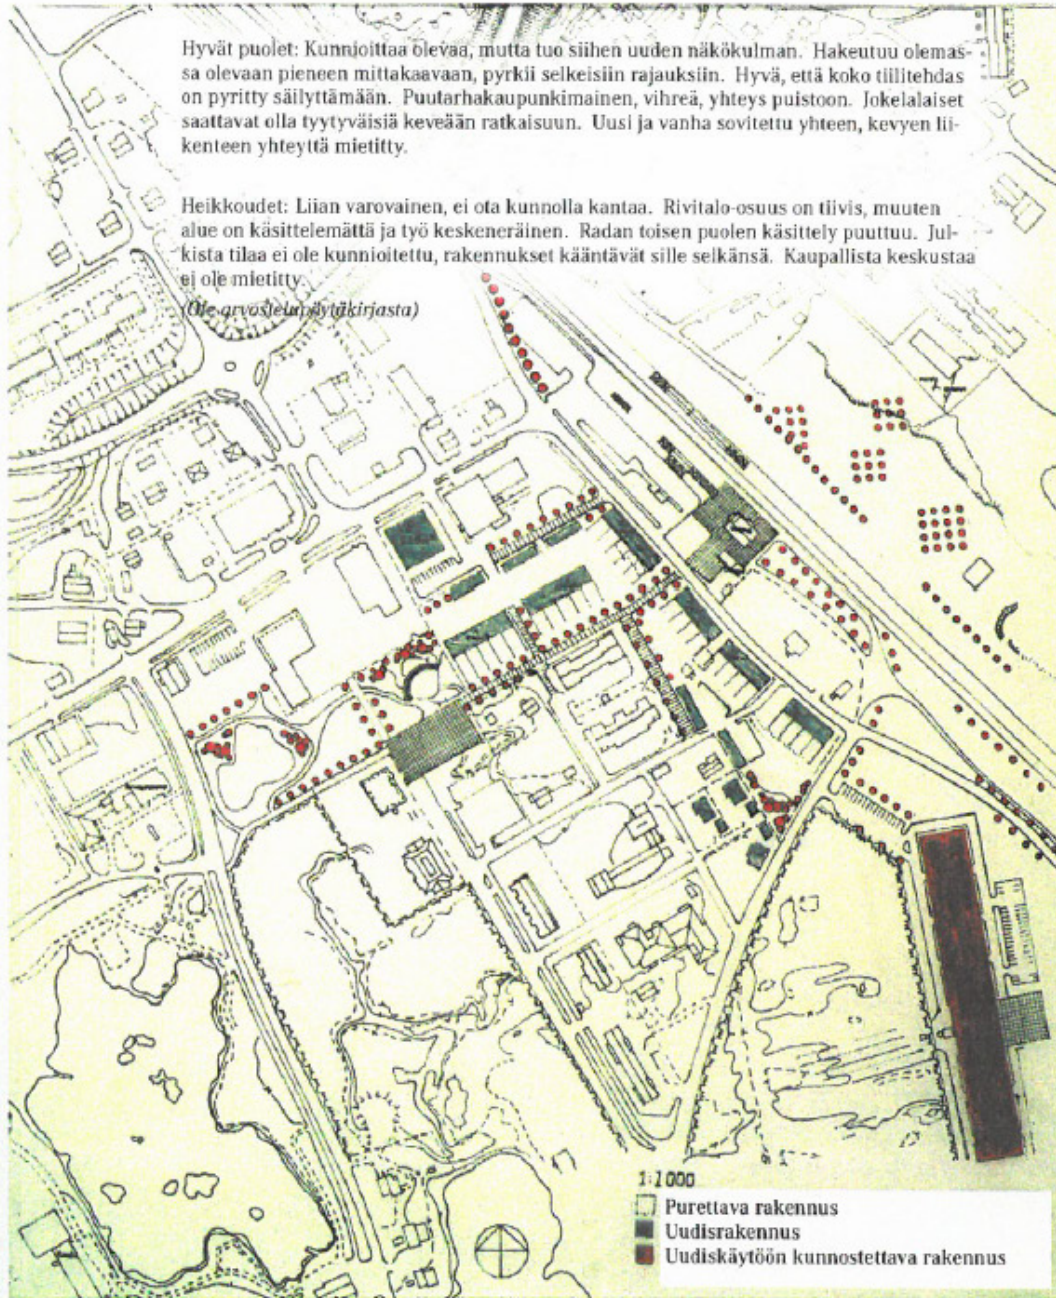 Hyvät puolet: Kunnioittaa olevaa, mutta tuo siihen uuden näkökulman. Hakeutuu olemas-
sa olevaan pieneen mittakaavaan, pyrkii selkeisiin rajauksiin. Hyvä, että koko tiilitehdas
on pyritty säilyttämään. Puutarhakaupunkimainen, vihreä, yhteys puistoon. Jokelalaiset
saattavat olla tyytyväisiä keveään ratkaisuun. Uusi ja vanha sovitettu yhteen, kevyen lii-
kenteen yhteyttä mietitty.
Heikkoudet: Liian varovainen, ei ota kunnolla kantaa. Rivitalo-osuus on tiivis, muuten
alue on käsittelemättä ja työ keskeneräinen. Radan toisen puolen käsittely puuttuu. Jul-
kista tilaa ei ole kunnioitettu, rakennukset kääntävät sille selkänsä. Kaupallista keskustaa
ei ole mietitty.
(Ote arvostelupöytäkirjasta)
1:1000
Purettava rakennus
Uudisrakennus
Uudiskäytöön kunnostettava rakennus